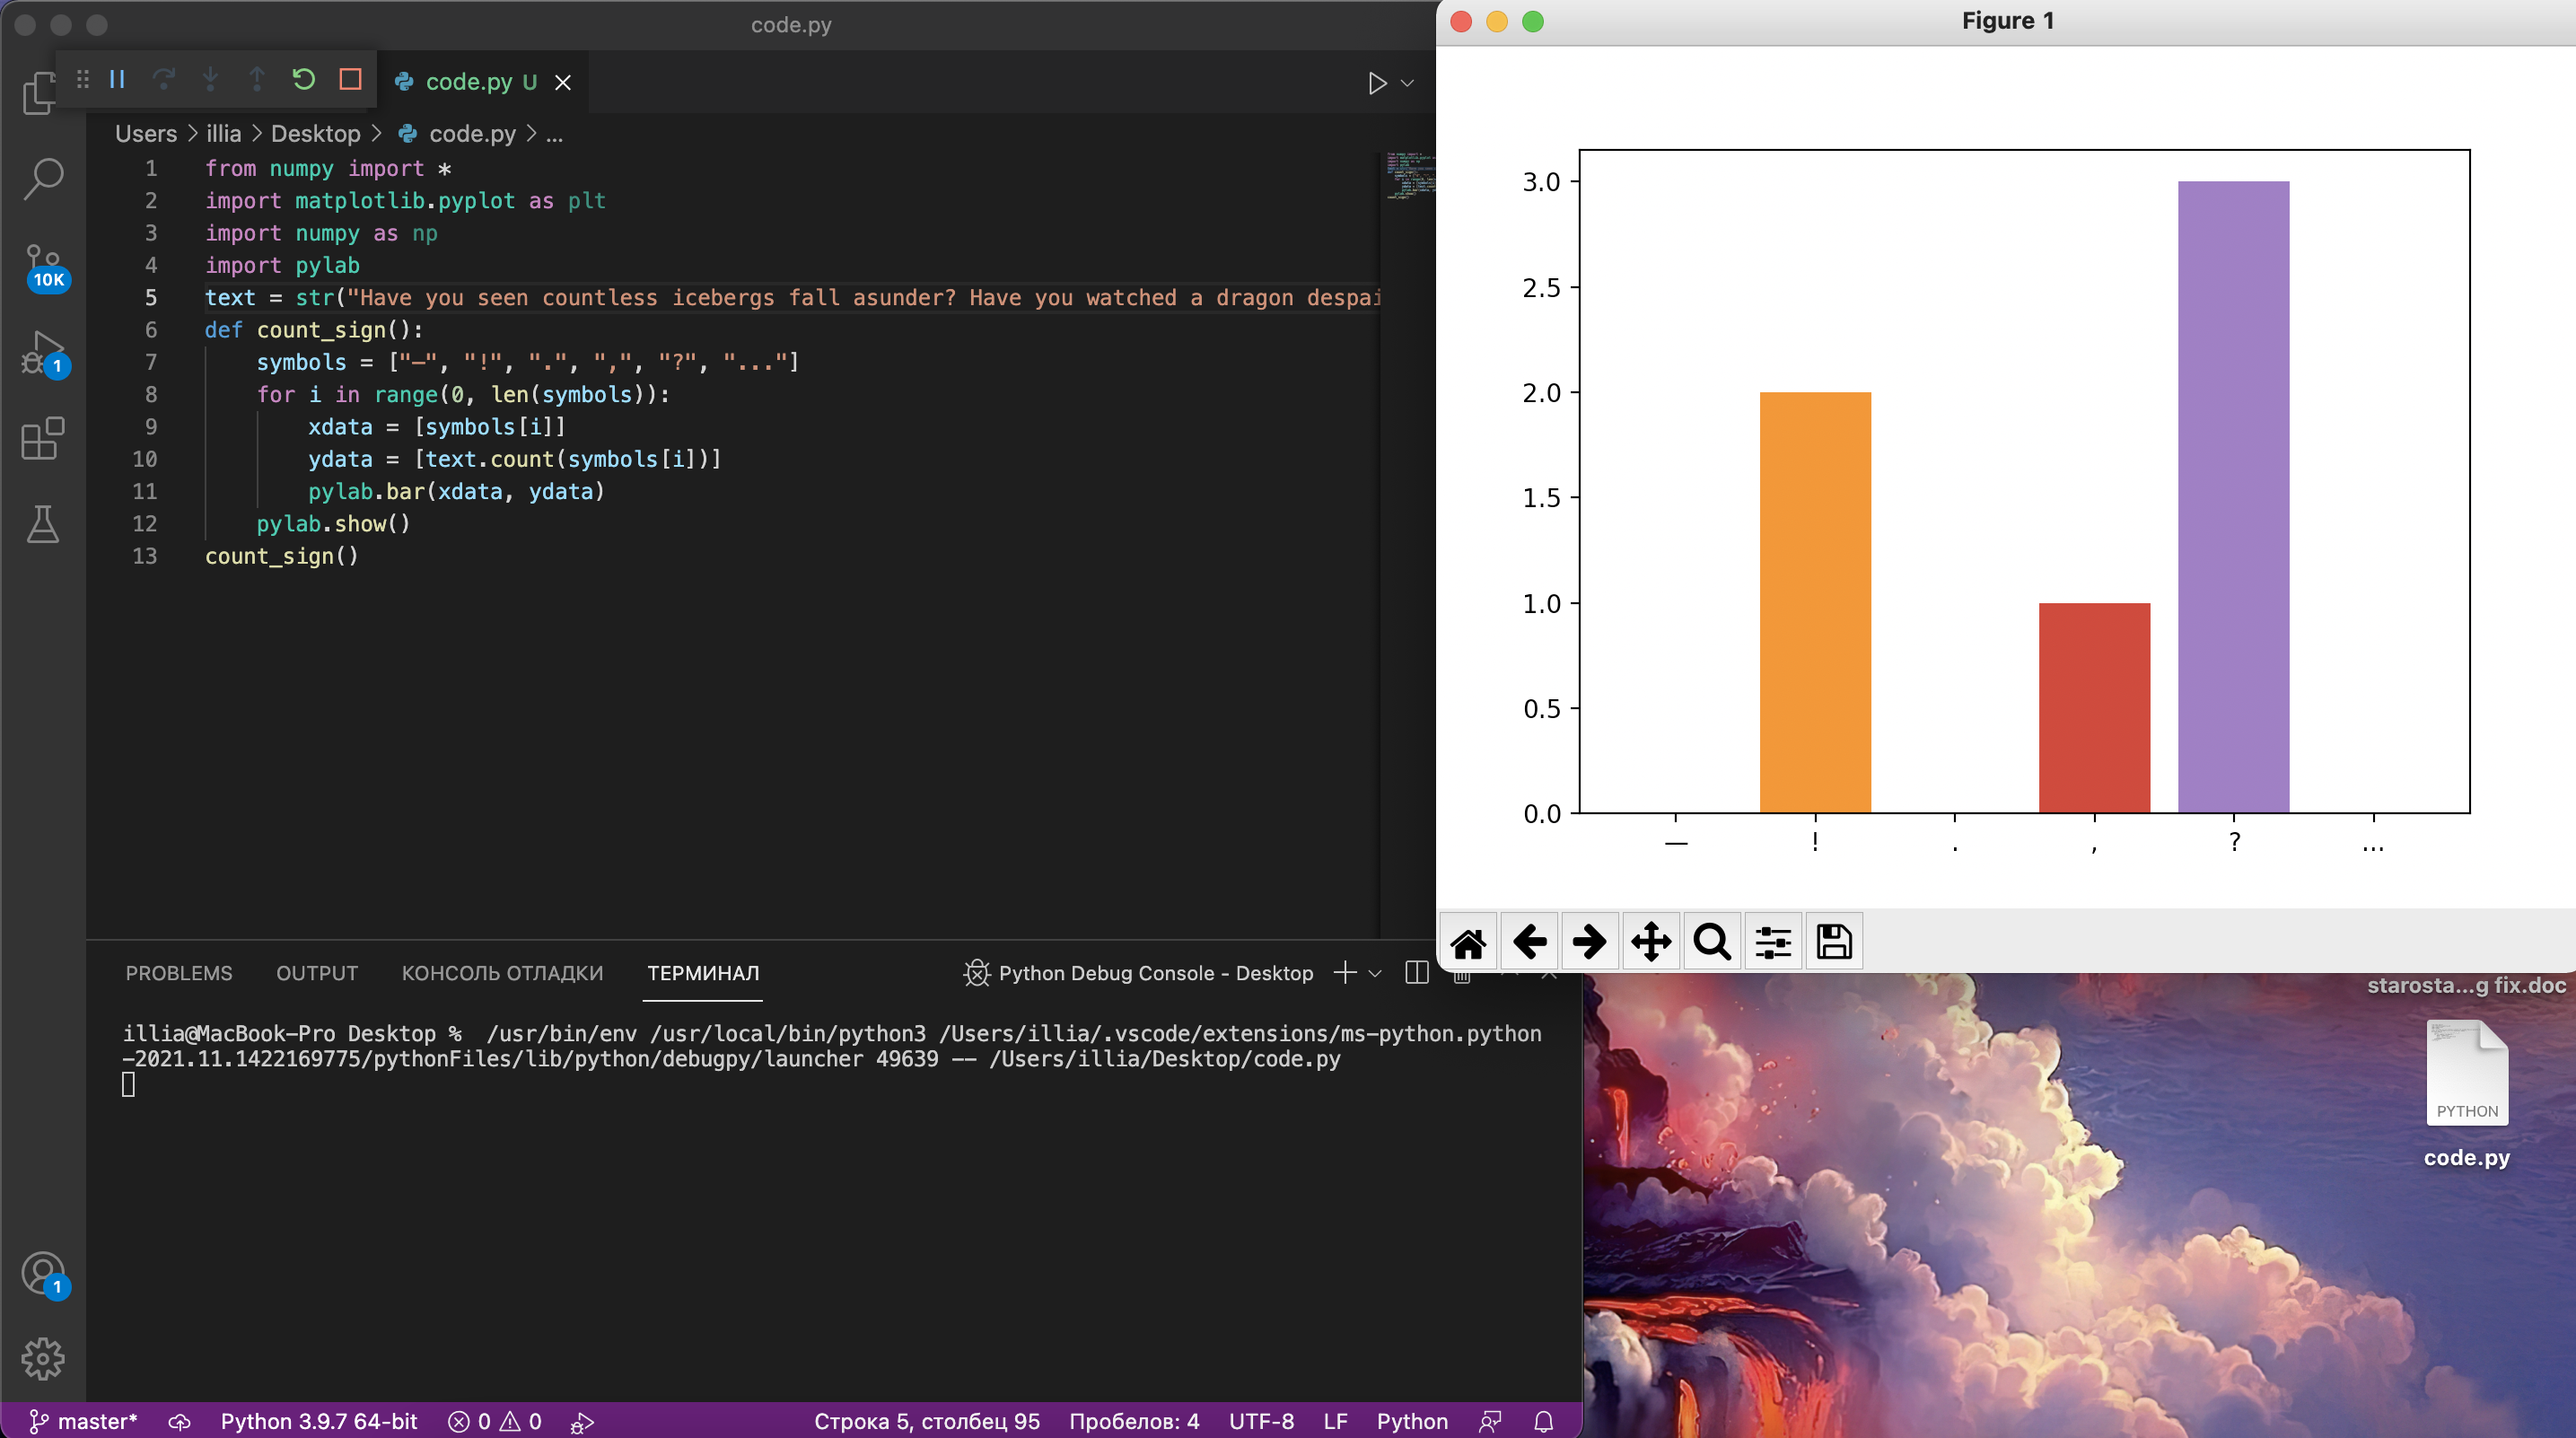 code.py
code.py U
Users > illia > Desktop > code.py > ...
1 from numpy import *
2 import matplotlib.pyplot as plt
3 import numpy as np
4 import pylab
5 text = str("Have you seen countless icebergs fall asunder? Have you watched a dragon despai
6 def count_sign():
7 symbols = ["—", "!", ".", ",", "?", "..."]
8 for i in range(0, len(symbols)):
9 xdata = [symbols[i]]
10 ydata = [text.count(symbols[i])]
11 pylab.bar(xdata, ydata)
12 pylab.show()
13 count_sign()
10K
1
PROBLEMS OUTPUT КОНСОЛЬ ОТЛАДКИ ТЕРМИНАЛ Python Debug Console - Desktop
illia@MacBook-Pro Desktop % /usr/bin/env /usr/local/bin/python3 /Users/illia/.vscode/extensions/ms-python.python
-2021.11.1422169775/pythonFiles/lib/python/debugpy/launcher 49639 -- /Users/illia/Desktop/code.py
1
master* Python 3.9.7 64-bit 0 0 Строка 5, столбец 95 Пробелов: 4 UTF-8 LF Python
Figure 1
3.0
2.5
2.0
1.5
1.0
0.5
0.0
— ! . , ? ...
starosta...g fix.doc
PYTHON
code.py